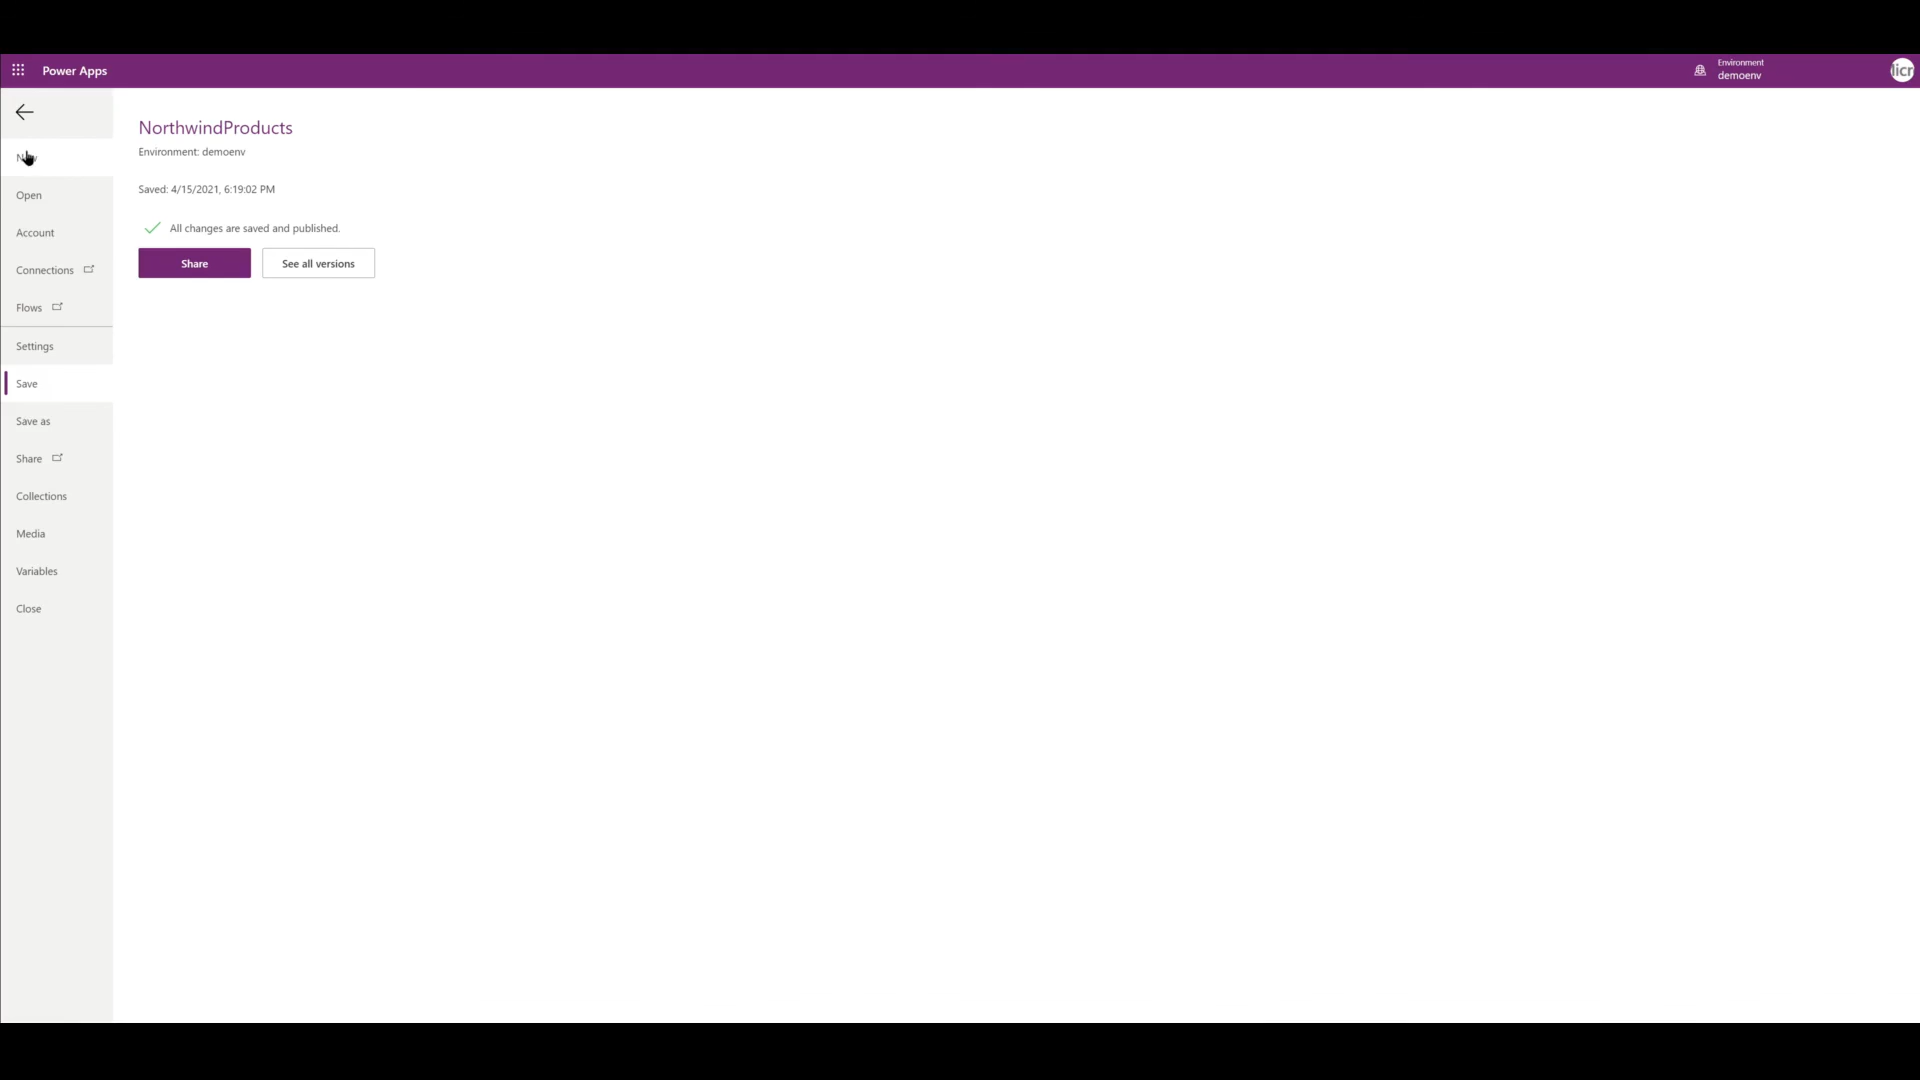 Power Apps
Environment
demoenv
NorthwindProducts
Environment: demoenv
Saved: 4/15/2021, 6:19:02 PM
All changes are saved and published.
Share
See all versions
Open
Account
Connections
Flows
Settings
Save
Save as
Share
Collections
Media
Variables
Close